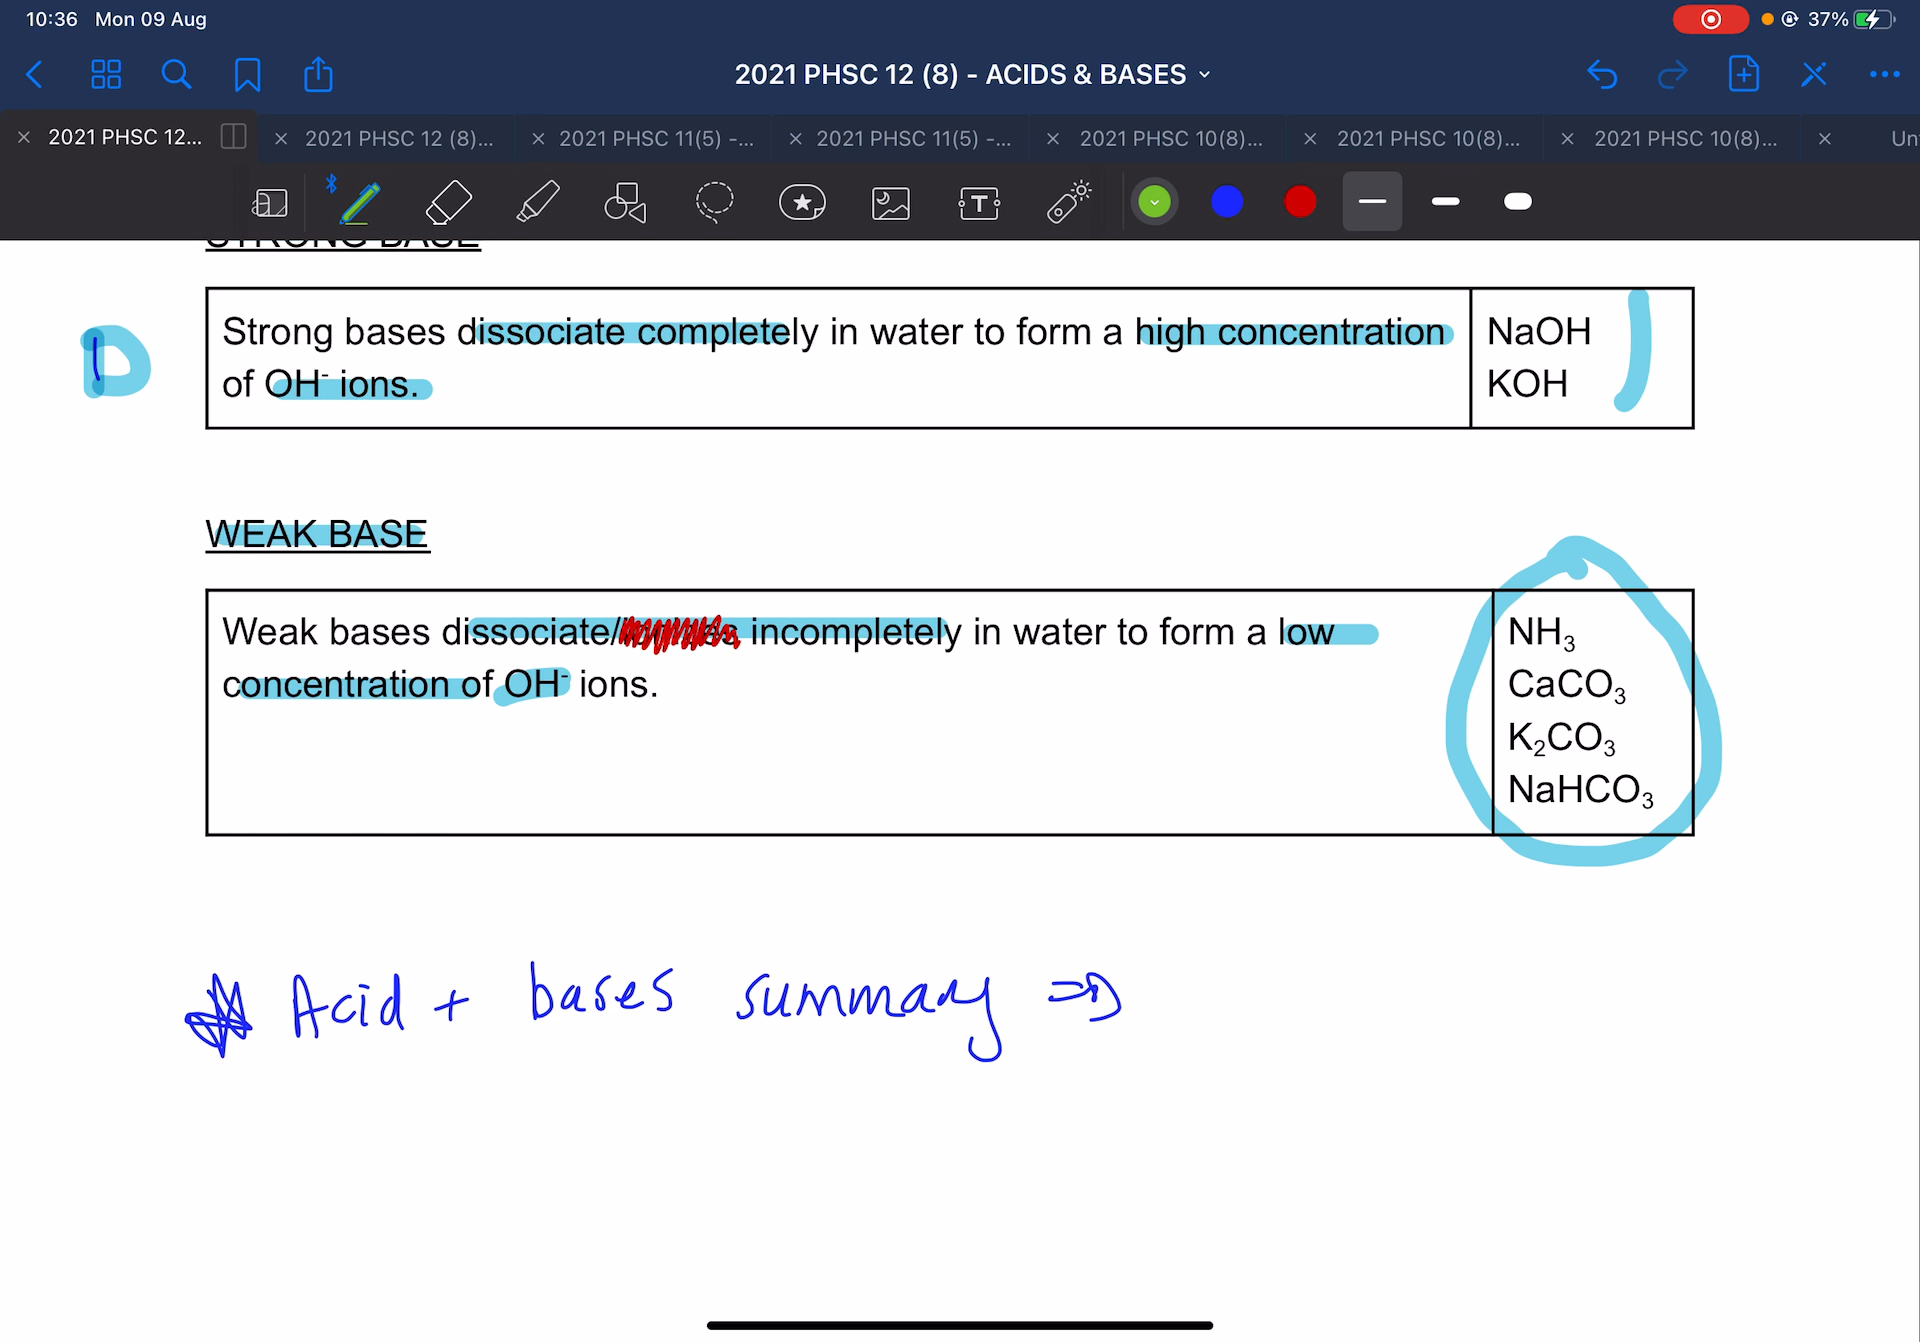 10:36 Mon 09 Aug 37%
2021 PHSC 12 (8) - ACIDS & BASES
2021 PHSC 12... 2021 PHSC 12 (8)... 2021 PHSC 11(5) -... 2021 PHSC 11(5) -... 2021 PHSC 10(8)... 2021 PHSC 10(8)... 2021 PHSC 10(8)... Un
STRONG BASE
Strong bases dissociate completely in water to form a high concentration
of OH⁻ ions.
NaOH
KOH
D
WEAK BASE
Weak bases dissociate/ incompletely in water to form a low
concentration of OH⁻ ions.
NH₃
CaCO₃
K₂CO₃
NaHCO₃
Acid + bases summary ⇒